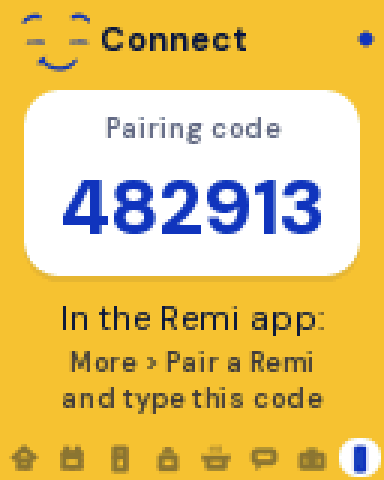 Connect
Pairing code
482913
In the Remi app:
More > Pair a Remi
and type this code